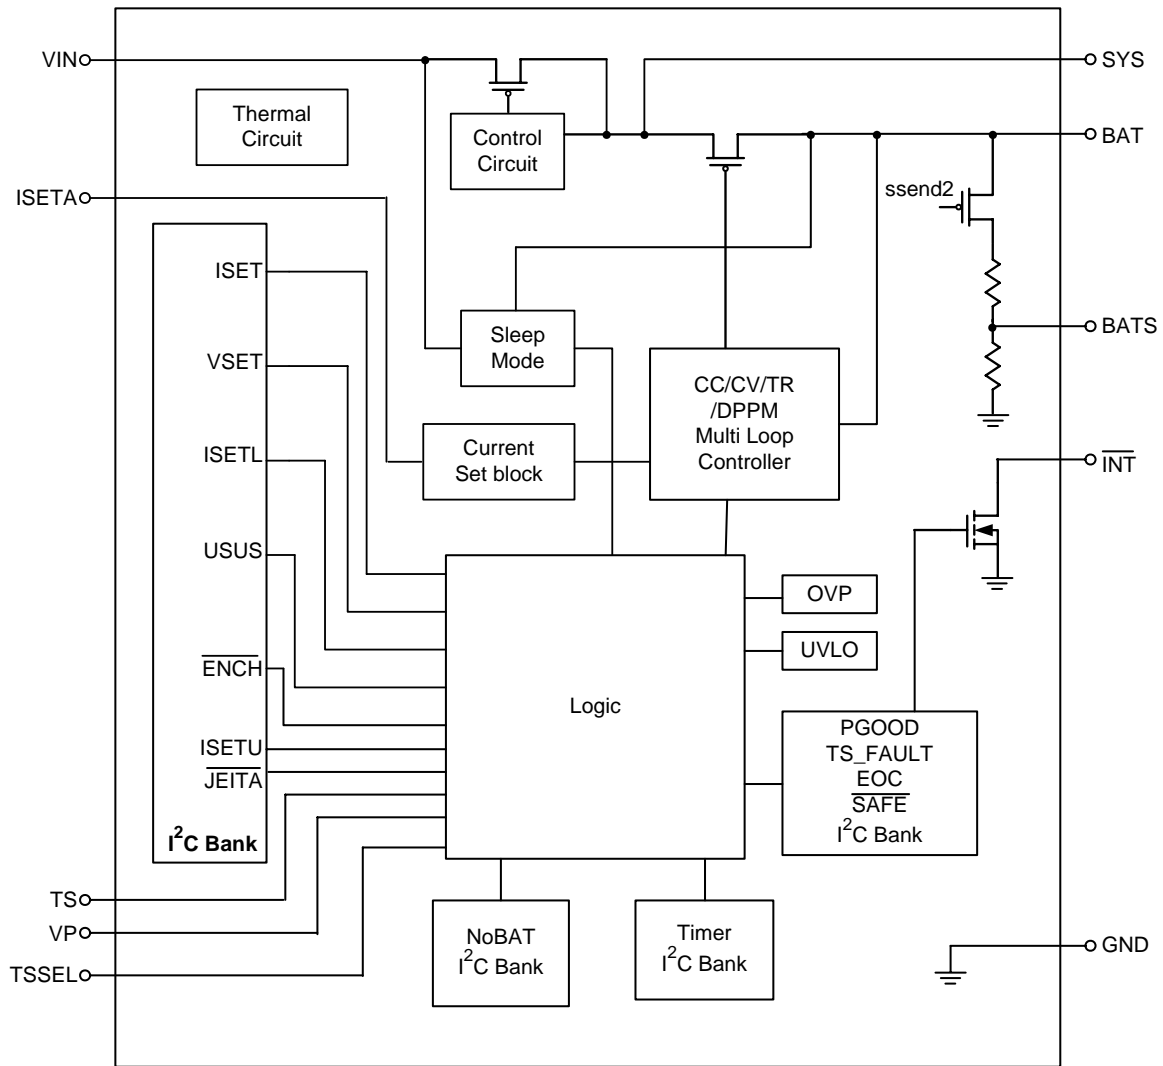 VIN
SYS
Thermal
Circuit
Control
Circuit
BAT
ISETA
ssend2
ISET
Sleep
Mode
BATS
VSET
CC/CV/TR
/DPPM
Multi Loop
Controller
Current
Set block
ISETL
INT
USUS
OVP
UVLO
ENCH
Logic
PGOOD
TS_FAULT
EOC
SAFE
I²C Bank
ISETU
JEITA
I²C Bank
TS
VP
TSSEL
NoBAT
I²C Bank
Timer
I²C Bank
GND